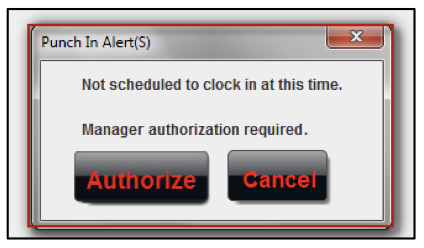 Punch In Alert(S)
X
Not scheduled to clock in at this time.
Manager authorization required.
Authorize Cancel